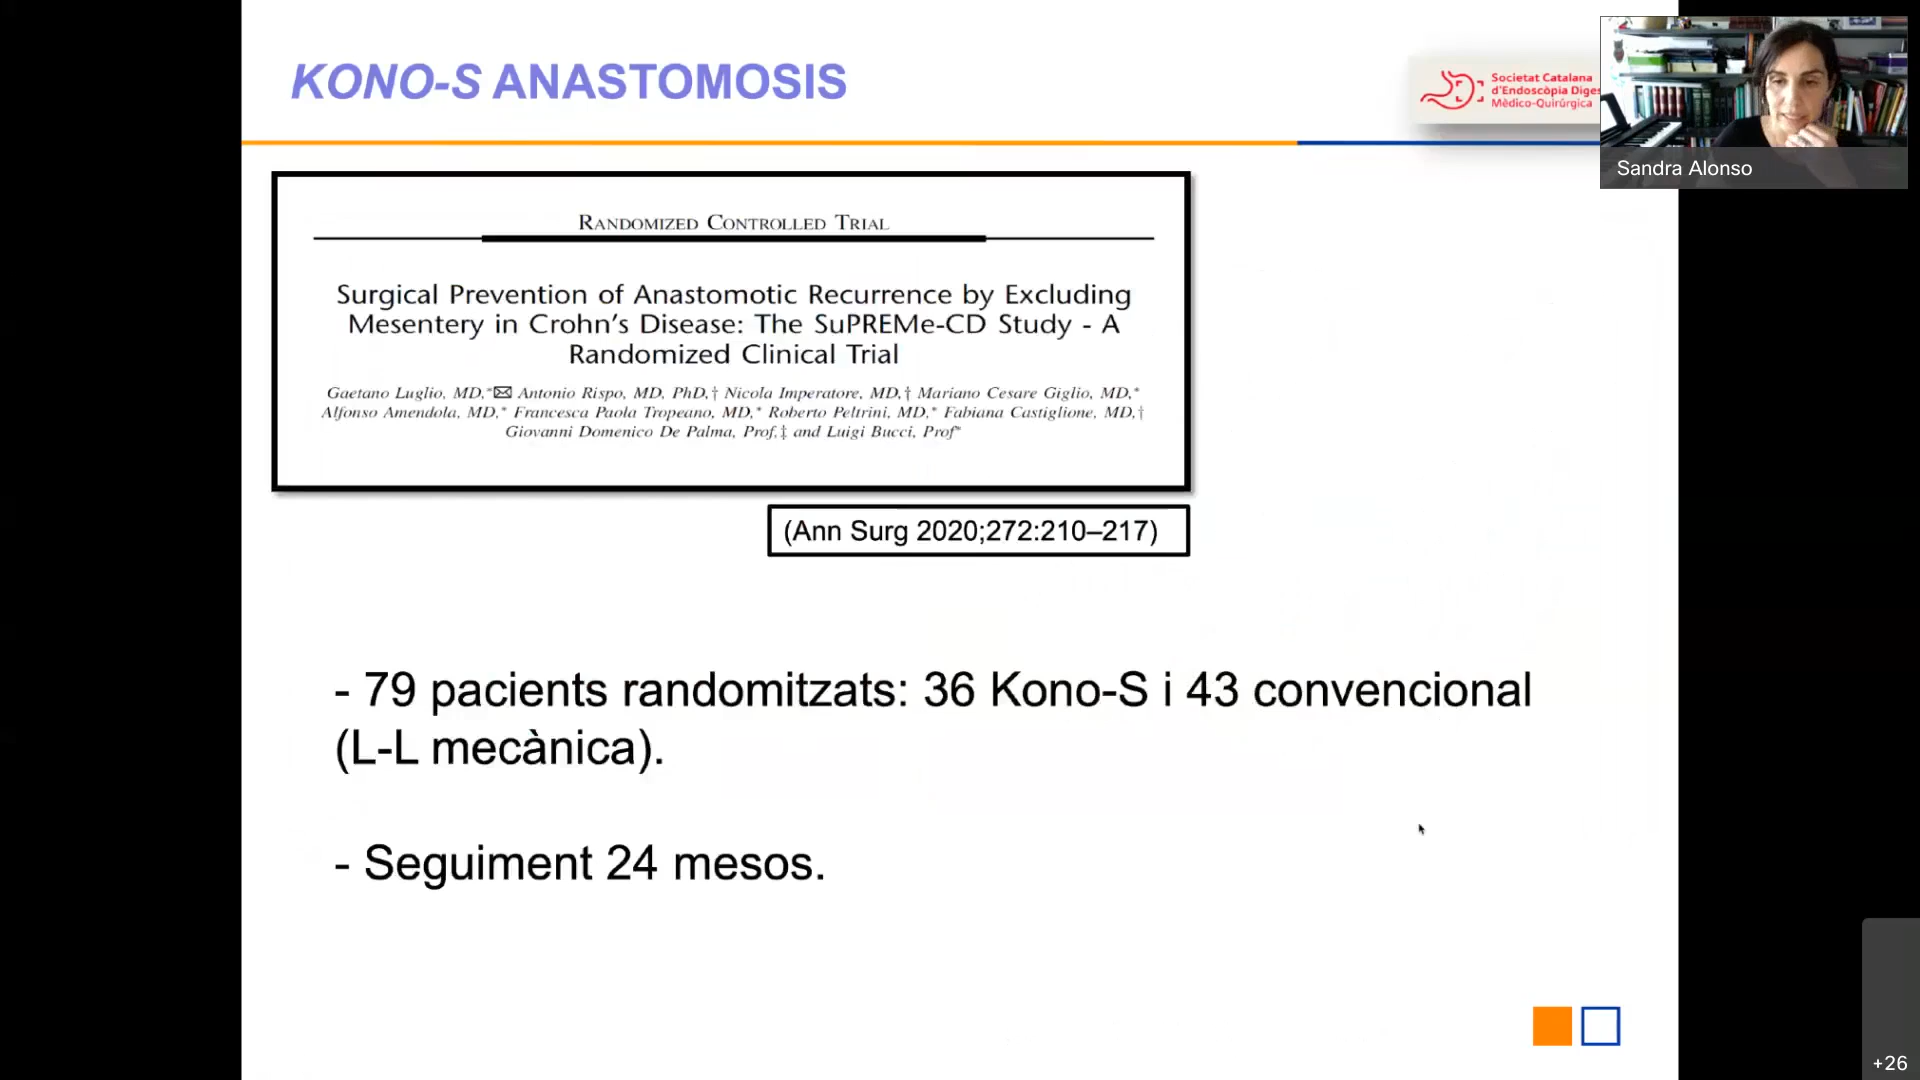 KONO-S ANASTOMOSIS
Societat Catalana
d'Endoscòpia Diges
Mèdico-Quirúrgica
Sandra Alonso
RANDOMIZED CONTROLLED TRIAL
Surgical Prevention of Anastomotic Recurrence by Excluding
Mesentery in Crohn's Disease: The SuPREMe-CD Study - A
Randomized Clinical Trial
Gaetano Luglio, MD,*✉ Antonio Rispo, MD, PhD,† Nicola Imperatore, MD,† Mariano Cesare Giglio, MD,*
Alfonso Amendola, MD,* Francesca Paola Tropeano, MD,* Roberto Peltrini, MD,* Fabiana Castiglione, MD,†
Giovanni Domenico De Palma, Prof,‡ and Luigi Bucci, Prof*
(Ann Surg 2020;272:210–217)
- 79 pacients randomitzats: 36 Kono-S i 43 convencional
(L-L mecànica).
- Seguiment 24 mesos.
+26